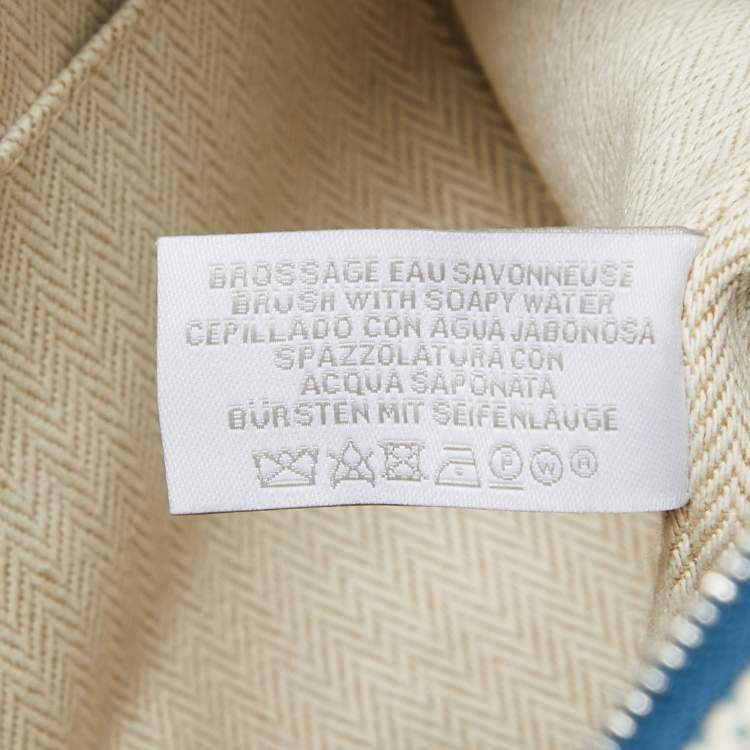 BROSSAGE EAU SAVONNEUSE
BRUSH WITH SOAPY WATER
CEPILLADO CON AGUA JABONOSA
SPAZZOLATURA CON
ACQUA SAPONATA
BÜRSTEN MIT SEIFENLAUGE
P W A